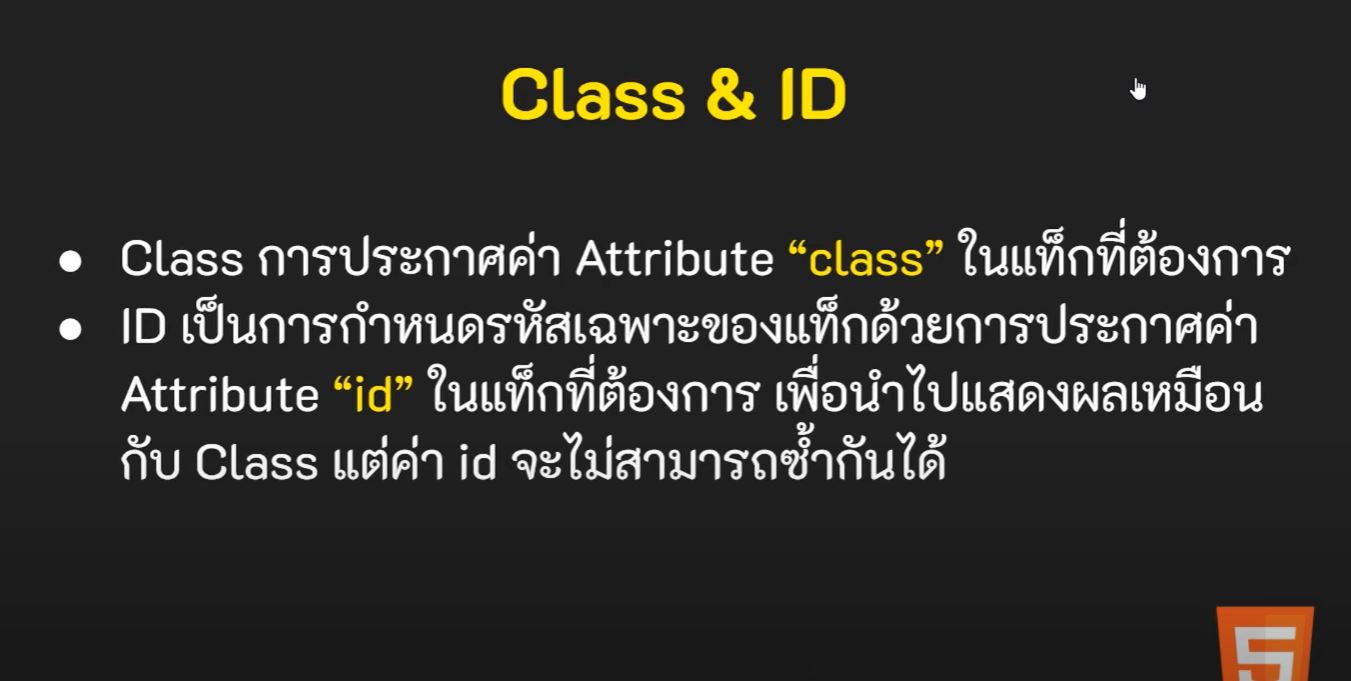 Class & ID
● Class การประกาศค่า Attribute “class” ในแท็กที่ต้องการ
● ID เป็นการกำหนดรหัสเฉพาะของแท็กด้วยการประกาศค่า
Attribute “id” ในแท็กที่ต้องการ เพื่อนำไปแสดงผลเหมือน
กับ Class แต่ค่า id จะไม่สามารถซ้ำกันได้
5